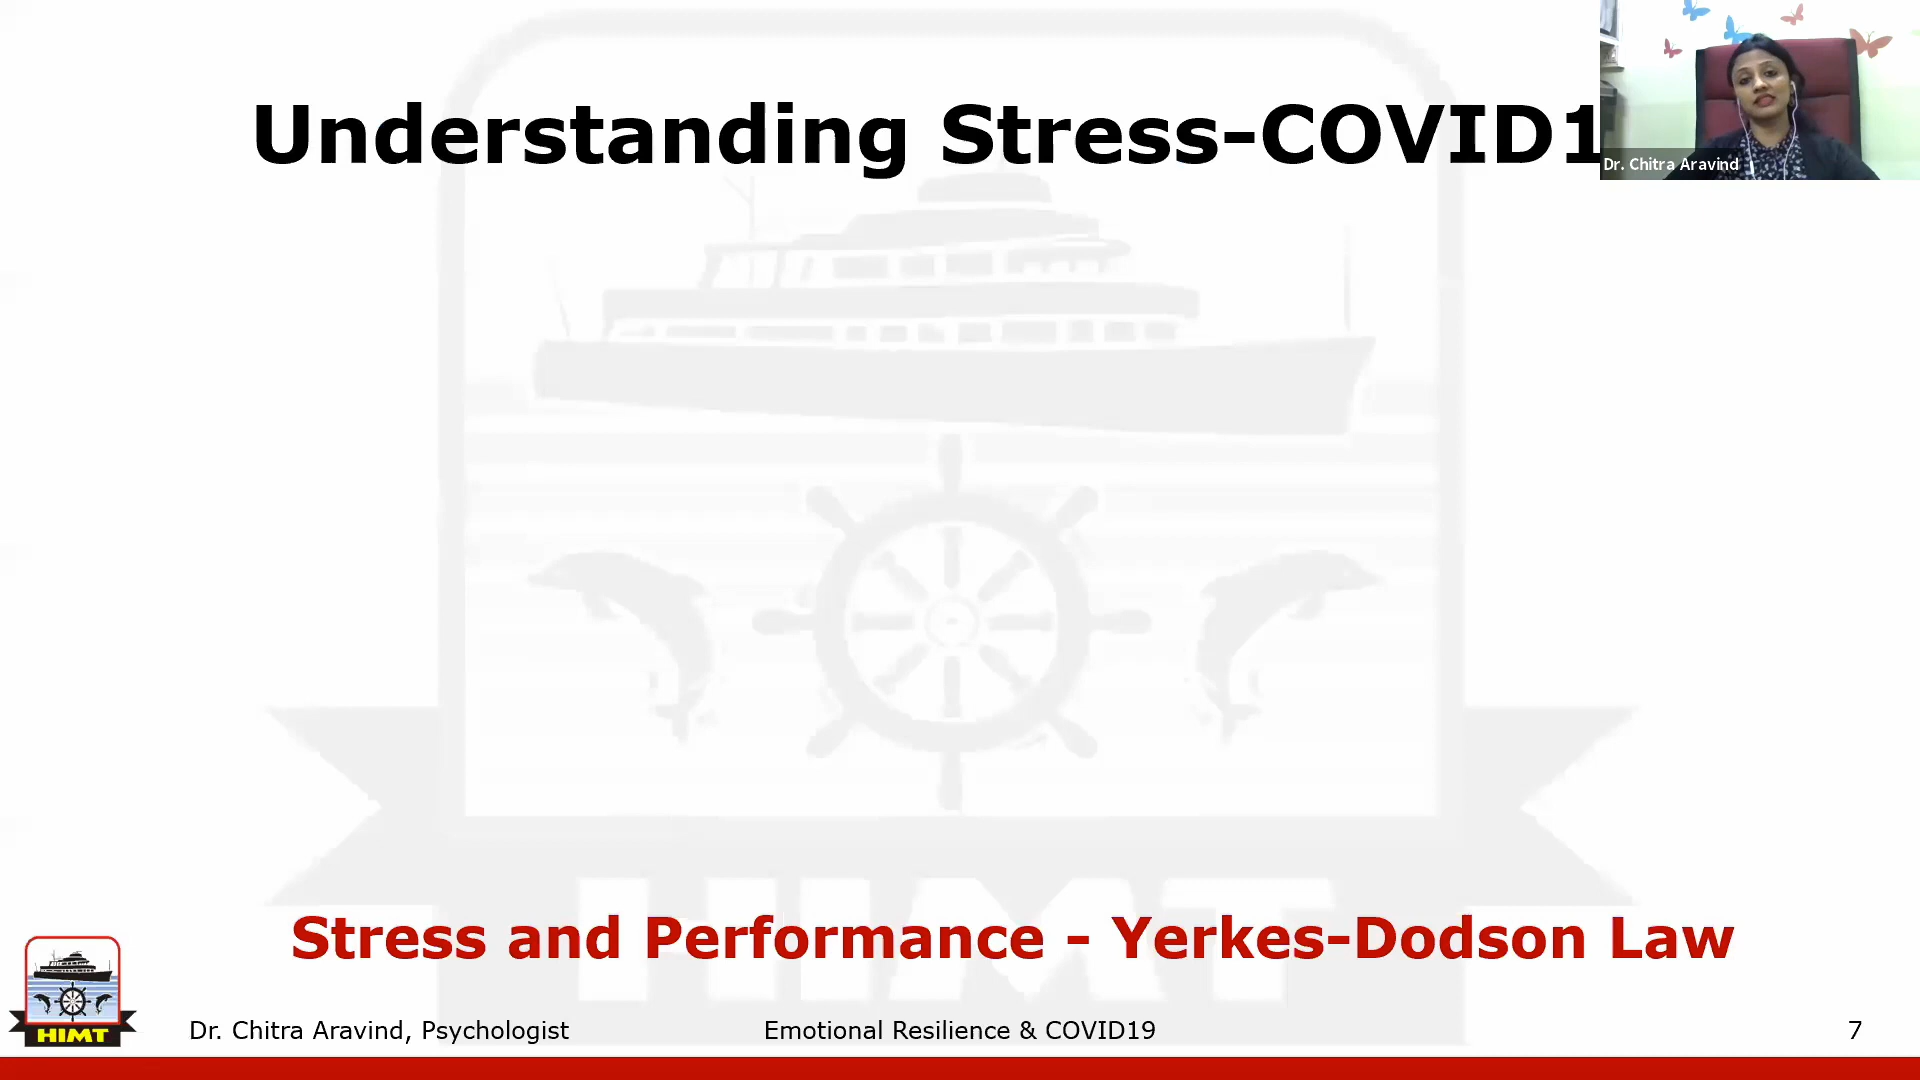 Understanding Stress-COVID1
Dr. Chitra Aravind
HIMT
Stress and Performance - Yerkes-Dodson Law
HIMT
Dr. Chitra Aravind, Psychologist
Emotional Resilience & COVID19
7